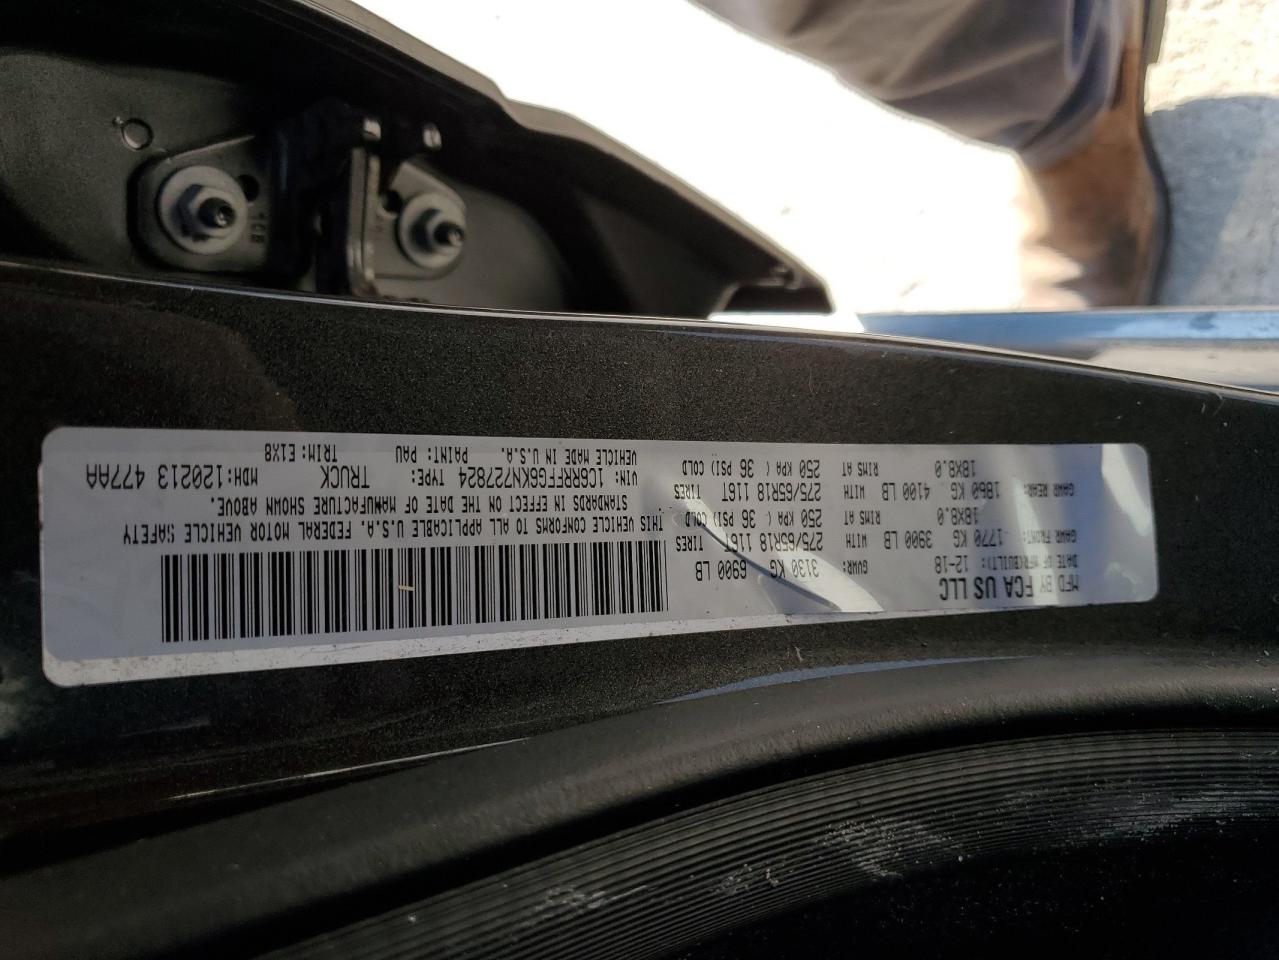 MFD BY FCA US LLC
DATE OF MFR(BUILT): 12-18 GVWR: 3130 KG 6900 LB
GAWR FRONT: 1770 KG 3900 LB WITH 275/65R18 116T TIRES
18X8.0 RIMS AT 250 KPA ( 36 PSI) COLD
GAWR REAR: 1860 KG 4100 LB WITH 275/65R18 116T TIRES
18X8.0 RIMS AT 250 KPA ( 36 PSI) COLD
THIS VEHICLE CONFORMS TO ALL APPLICABLE U.S.A. FEDERAL MOTOR VEHICLE SAFETY
STANDARDS IN EFFECT ON THE DATE OF MANUFACTURE SHOWN ABOVE.
VIN: 1C6RFFFG6KN727824 TYPE: TRUCK MDH:120213 477AA
VEHICLE MADE IN U.S.A. PAINT: PAU TRIM:E1X8